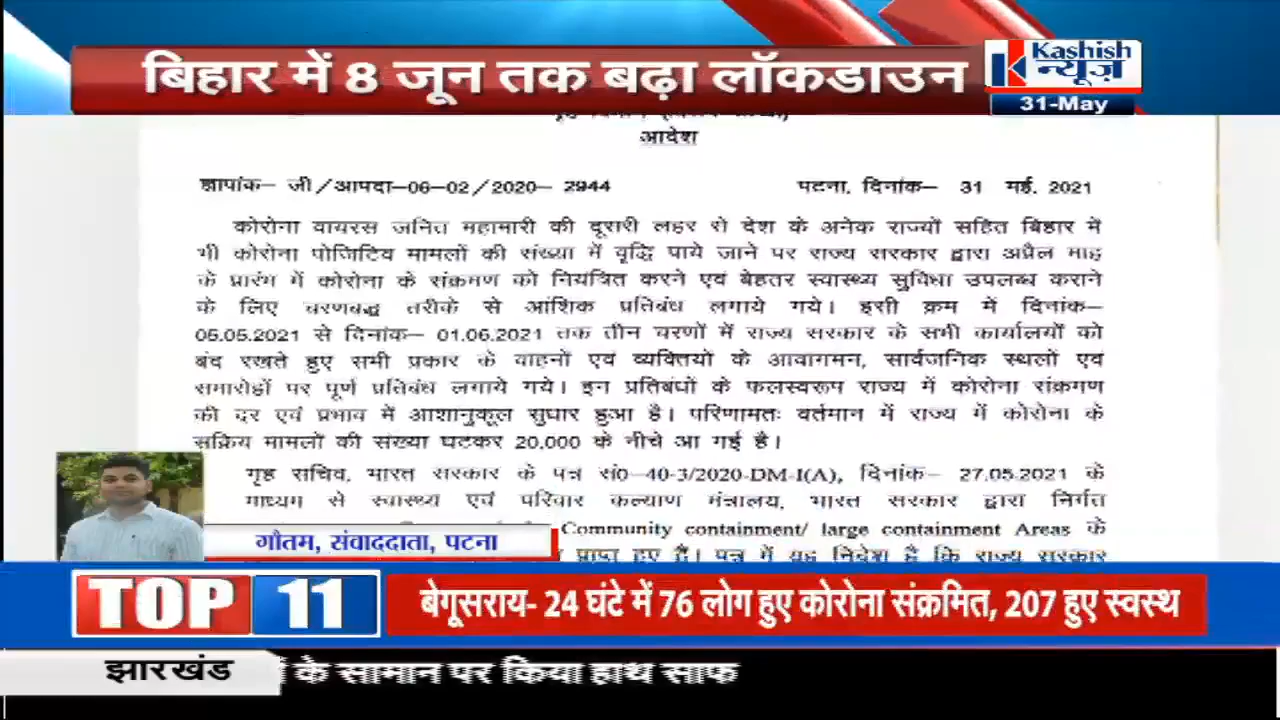 बिहार में 8 जून तक बढ़ा लॉकडाउन
Kashish
न्यूज़
31-May
आदेश
ज्ञापांक– जी/आपदा–06–02/2020– 2944 पटना, दिनांक– 31 मई, 2021
कोरोना वायरस जनित महामारी की दूसरी लहर से देश के अनेक राज्यों सहित बिहार में
भी कोरोना पोजिटिव मामलों की संख्या में वृद्धि पाये जाने पर राज्य सरकार द्वारा अप्रैल माह
के प्रारंभ में कोरोना के संक्रमण को नियंत्रित करने एवं बेहतर स्वास्थ्य सुविधा उपलब्ध कराने
के लिए चरणबद्ध तरीके से आंशिक प्रतिबंध लगाये गये। इसी क्रम में दिनांक–
05.05.2021 से दिनांक– 01.06.2021 तक तीन चरणों में राज्य सरकार के सभी कार्यालयों को
बंद रखते हुए सभी प्रकार के वाहनों एवं व्यक्तियों के आवागमन, सार्वजनिक स्थलों एवं
समारोहों पर पूर्ण प्रतिबंध लगाये गये। इन प्रतिबंधों के फलस्वरूप राज्य में कोरोना संक्रमण
की दर एवं प्रभाव में आशानुकूल सुधार हुआ है। परिणामतः वर्तमान में राज्य में कोरोना के
सक्रिय मामलों की संख्या घटकर 20,000 के नीचे आ गई है।
गृह सचिव, भारत सरकार के पत्र सं0–40-3/2020-DM-I(A), दिनांक– 27.05.2021 के
माध्यम से स्वास्थ्य एवं परिवार कल्याण मंत्रालय, भारत सरकार द्वारा निर्गत
Community containment/ large containment Areas के
प्राप्त हुए हैं। पत्र में यह निदेश है कि राज्य सरकार
गौतम, संवाददाता, पटना
TOP 11
बेगूसराय- 24 घंटे में 76 लोग हुए कोरोना संक्रमित, 207 हुए स्वस्थ
झारखंड
के सामान पर किया हाथ साफ